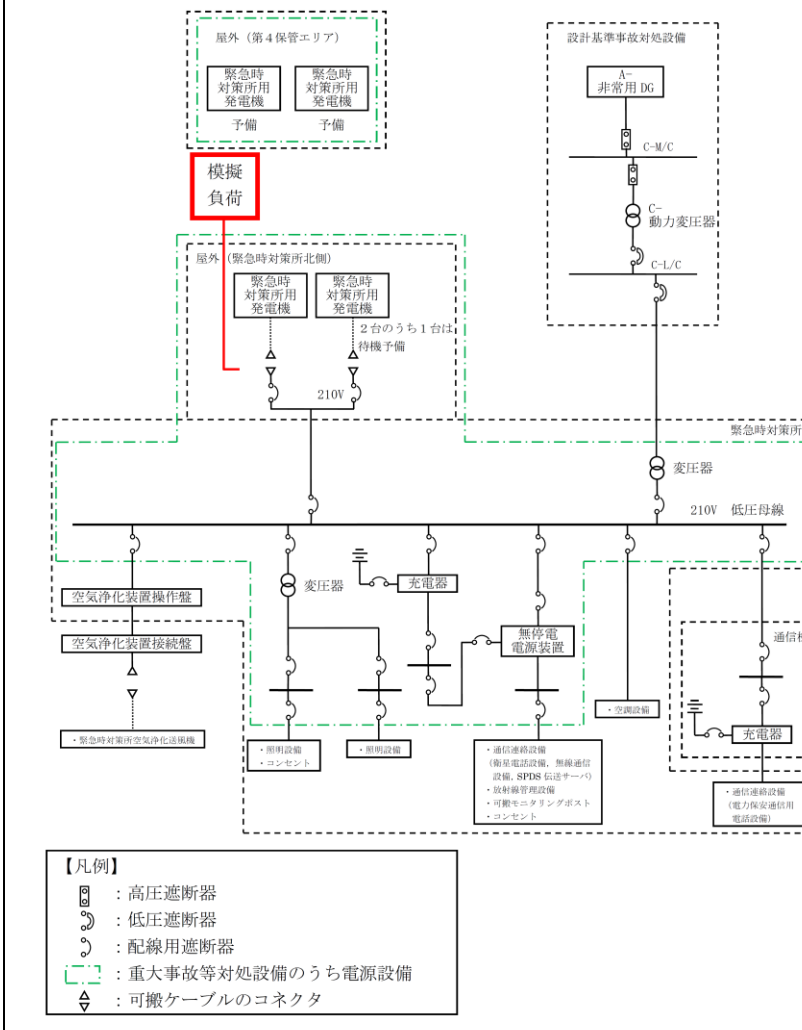 屋外（第４保管エリア）
緊急時
対策所用
発電機
緊急時
対策所用
発電機
予備
予備
模擬
負荷
設計基準事故対処設備
A-
非常用 DG
C-M/C
C-
動力変圧器
C-L/C
屋外（緊急時対策所北側）
緊急時
対策所用
発電機
緊急時
対策所用
発電機
２台のうち１台は
待機予備
210V
緊急時対策所
変圧器
210V 低圧母線
変圧器
充電器
空気浄化装置操作盤
空気浄化装置接続盤
無停電
電源装置
通信機
・緊急時対策所空気浄化送風機
・照明設備
・コンセント
・照明設備
・通信連絡設備
（衛星電話設備，無線通信
設備，SPDS 伝送サーバ）
・放射線管理設備
・可搬モニタリングポスト
・コンセント
・空調設備
充電器
・通信連絡設備
（電力保安通信用
電話設備）
【凡例】
：高圧遮断器
：低圧遮断器
：配線用遮断器
：重大事故等対処設備のうち電源設備
：可搬ケーブルのコネクタ